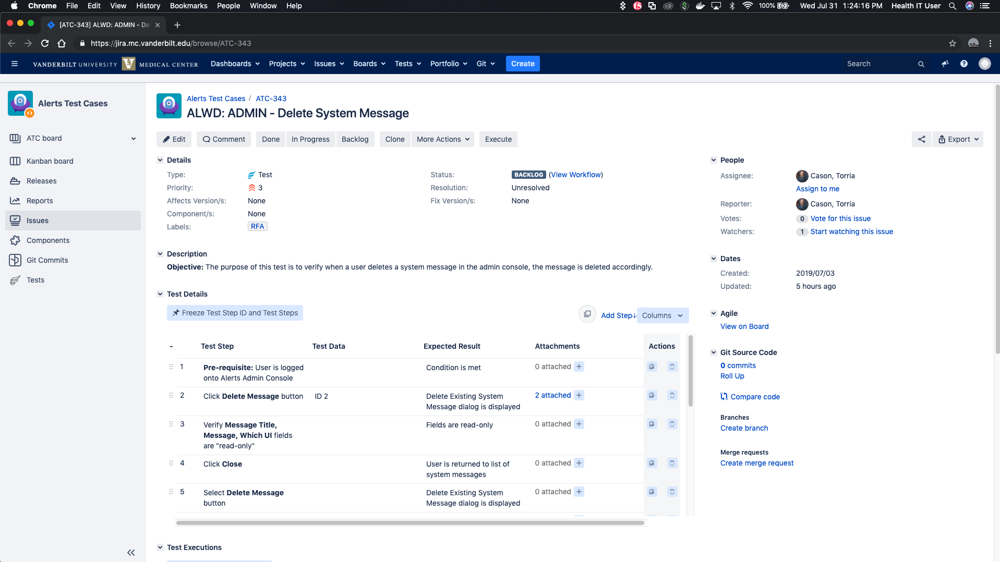 Chrome File Edit View History Bookmarks People Window Help 100% Wed Jul 31 1:24:16 PM Health IT User
[ATC-343] ALWD: ADMIN - De
https://jira.mc.vanderbilt.edu/browse/ATC-343
VANDERBILT UNIVERSITY V MEDICAL CENTER Dashboards Projects Issues Boards Tests Portfolio Git Create Search
Alerts Test Cases
ATC board
Kanban board
Releases
Reports
Issues
Components
Git Commits
Tests
Alerts Test Cases / ATC-343
ALWD: ADMIN - Delete System Message
Edit Comment Done In Progress Backlog Clone More Actions Execute Export
Details
Type: Test
Priority: 3
Affects Version/s: None
Component/s: None
Labels: RFA
Status: BACKLOG (View Workflow)
Resolution: Unresolved
Fix Version/s: None
Description
Objective: The purpose of this test is to verify when a user deletes a system message in the admin console, the message is deleted accordingly.
Test Details
Freeze Test Step ID and Test Steps
Add Step↓ Columns
- Test Step Test Data Expected Result Attachments Actions
1 Pre-requisite: User is logged Condition is met 0 attached +
onto Alerts Admin Console
2 Click Delete Message button ID 2 Delete Existing System 2 attached +
Message dialog is displayed
3 Verify Message Title, Fields are read-only 0 attached +
Message, Which UI fields
are "read-only"
4 Click Close User is returned to list of 0 attached +
system messages
5 Select Delete Message Delete Existing System 0 attached +
button Message dialog is displayed
Test Executions
People
Assignee: Cason, Torria
Assign to me
Reporter: Cason, Torria
Votes: 0 Vote for this issue
Watchers: 1 Start watching this issue
Dates
Created: 2019/07/03
Updated: 5 hours ago
Agile
View on Board
Git Source Code
0 commits
Roll Up
Compare code
Branches
Create branch
Merge requests
Create merge request